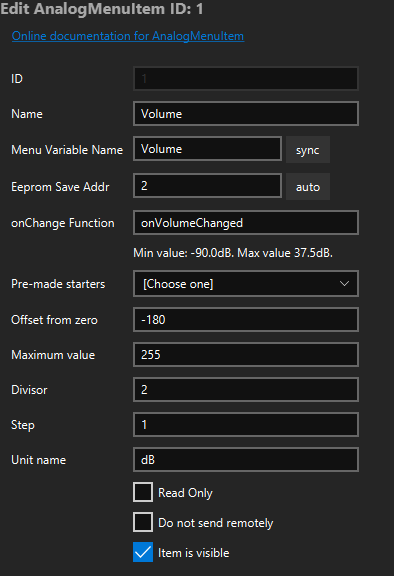 Edit AnalogMenuItem ID: 1
Online documentation for AnalogMenuItem
ID 1
Name Volume
Menu Variable Name Volume sync
Eeprom Save Addr 2 auto
onChange Function onVolumeChanged
Min value: -90.0dB. Max value 37.5dB.
Pre-made starters [Choose one]
Offset from zero -180
Maximum value 255
Divisor 2
Step 1
Unit name dB
Read Only
Do not send remotely
Item is visible